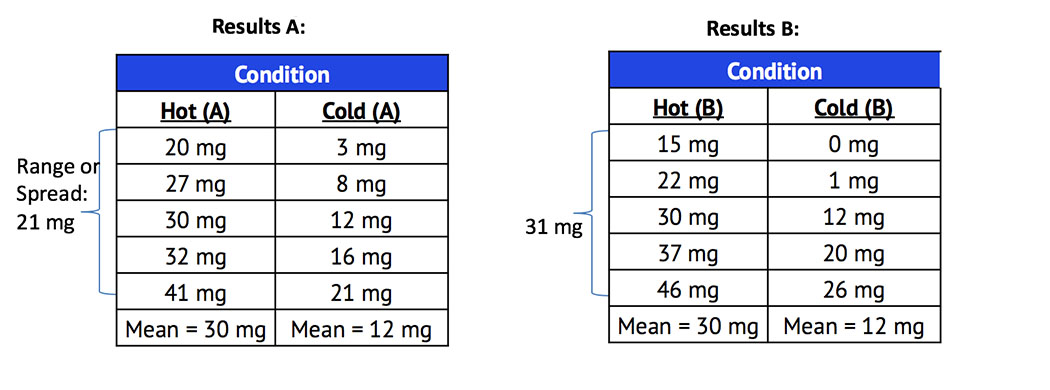 Results A:
Condition
Hot (A) Cold (A)
20 mg 3 mg
27 mg 8 mg
30 mg 12 mg
32 mg 16 mg
41 mg 21 mg
Mean = 30 mg Mean = 12 mg
Range or
Spread:
21 mg
Results B:
Condition
Hot (B) Cold (B)
15 mg 0 mg
22 mg 1 mg
30 mg 12 mg
37 mg 20 mg
46 mg 26 mg
Mean = 30 mg Mean = 12 mg
31 mg